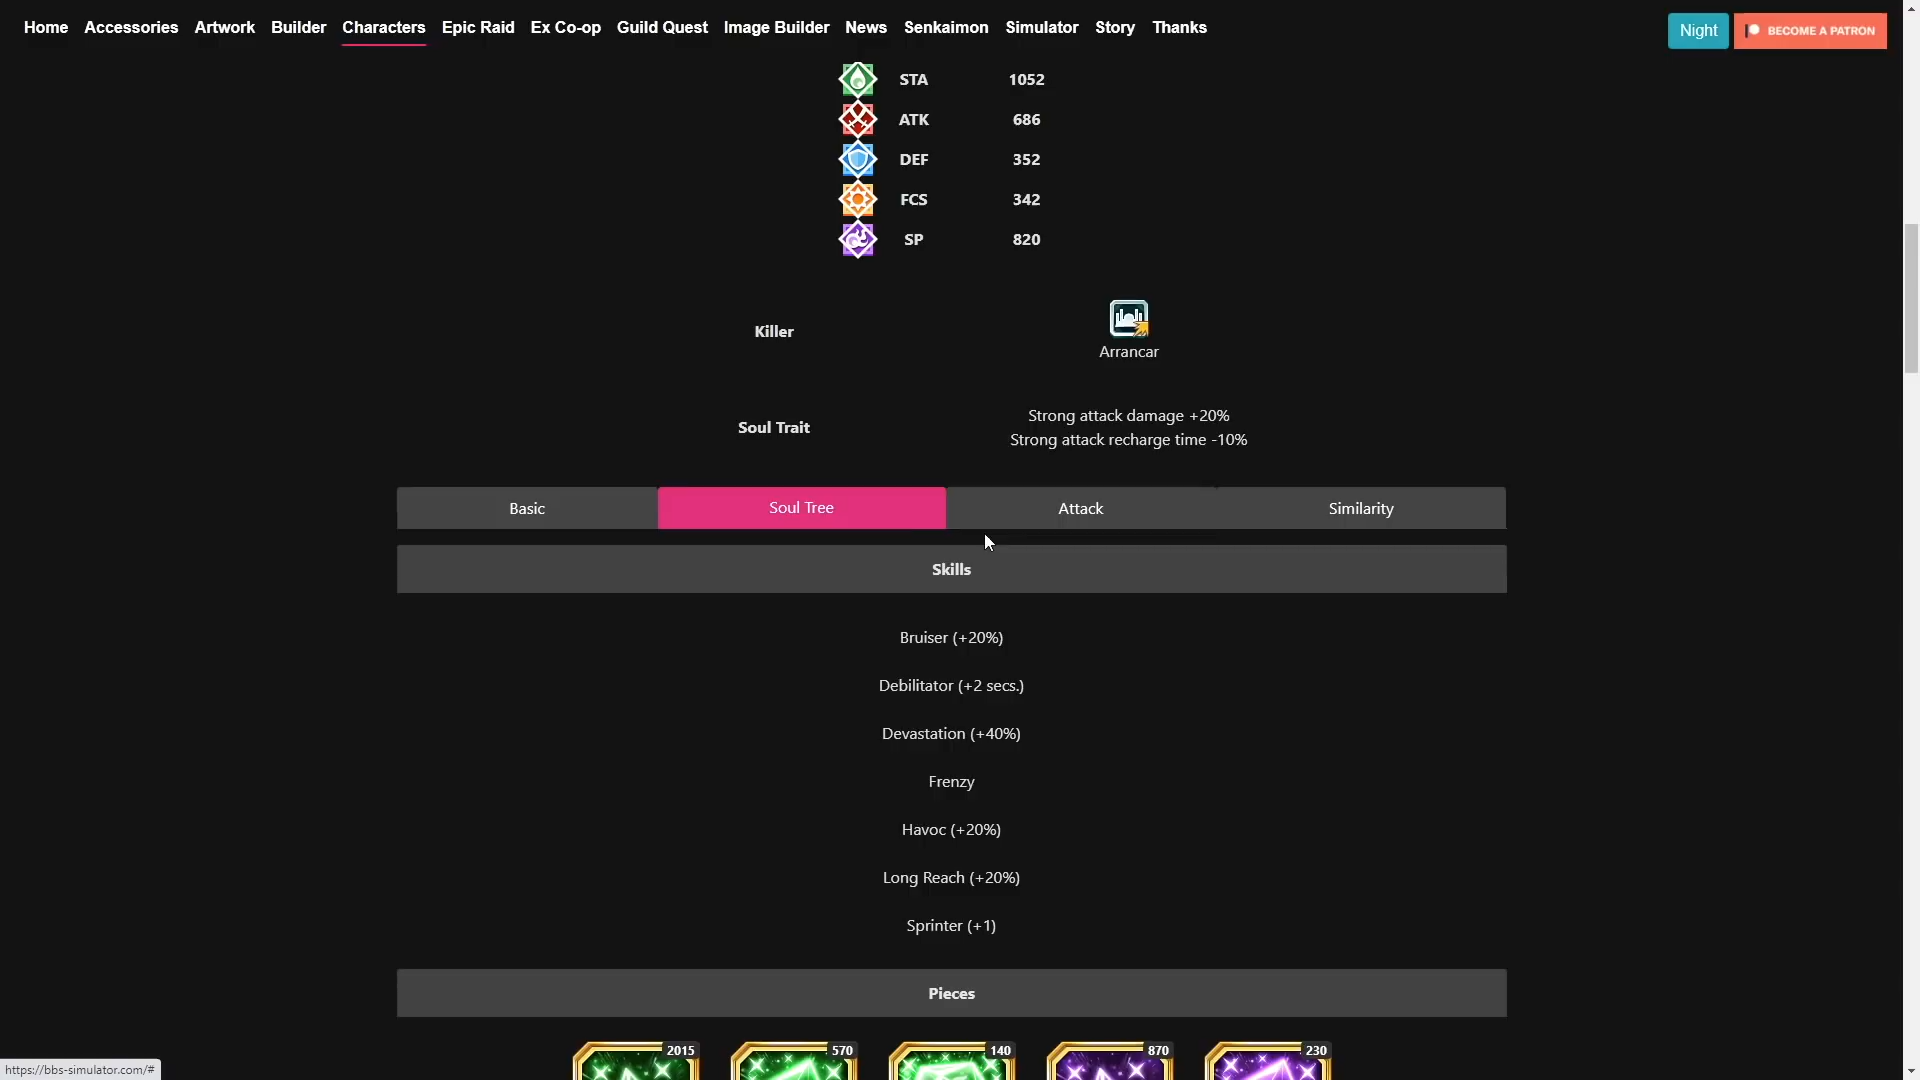 Home Accessories Artwork Builder Characters Epic Raid Ex Co-op Guild Quest Image Builder News Senkaimon Simulator Story Thanks
Night BECOME A PATRON
STA 1052
ATK 686
DEF 352
FCS 342
SP 820
Killer
Arrancar
Soul Trait
Strong attack damage +20%
Strong attack recharge time -10%
Basic Soul Tree Attack Similarity
Skills
Bruiser (+20%)
Debilitator (+2 secs.)
Devastation (+40%)
Frenzy
Havoc (+20%)
Long Reach (+20%)
Sprinter (+1)
Pieces
2015 570 140 870 230
https://bbs-simulator.com/#